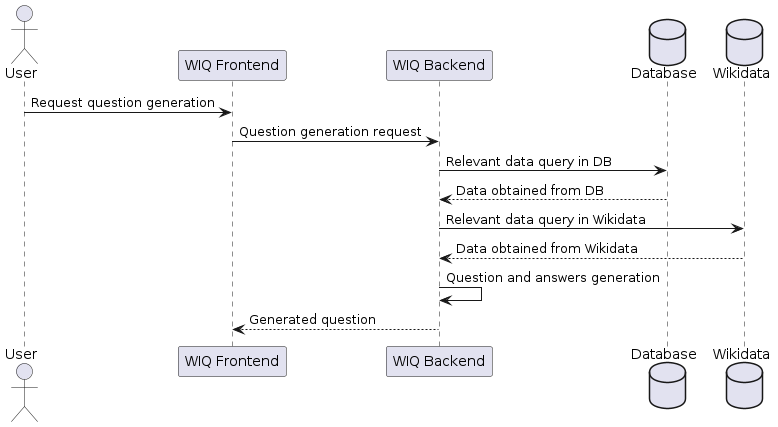 User
WIQ Frontend
WIQ Backend
Database
Wikidata
Request question generation
Question generation request
Relevant data query in DB
Data obtained from DB
Relevant data query in Wikidata
Data obtained from Wikidata
Question and answers generation
Generated question
User
WIQ Frontend
WIQ Backend
Database
Wikidata